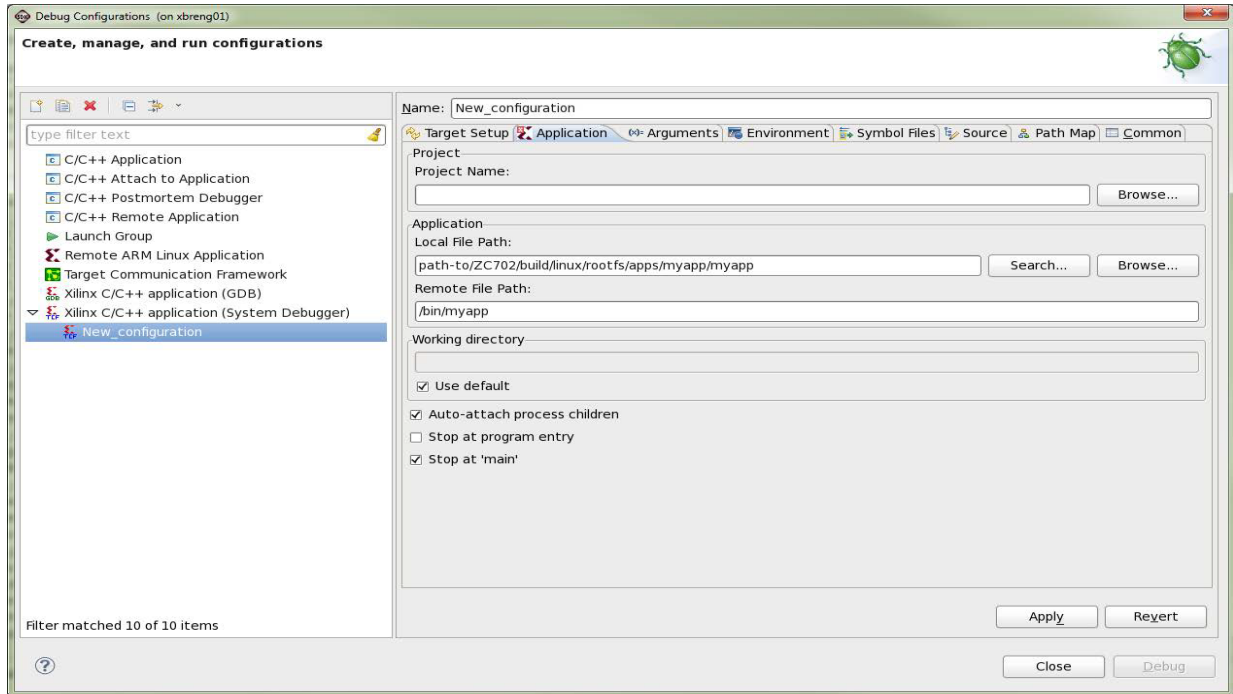 Debug Configurations (on xbreng01)
Create, manage, and run configurations
type filter text
C/C++ Application
C/C++ Attach to Application
C/C++ Postmortem Debugger
C/C++ Remote Application
Launch Group
Remote ARM Linux Application
Target Communication Framework
Xilinx C/C++ application (GDB)
Xilinx C/C++ application (System Debugger)
New_configuration
Filter matched 10 of 10 items
Name: New_configuration
Target Setup Application Arguments Environment Symbol Files Source Path Map Common
Project
Project Name:
Browse...
Application
Local File Path:
path-to/ZC702/build/linux/rootfs/apps/myapp/myapp Search... Browse...
Remote File Path:
/bin/myapp
Working directory
Use default
Auto-attach process children
Stop at program entry
Stop at 'main'
Apply Revert
Close Debug